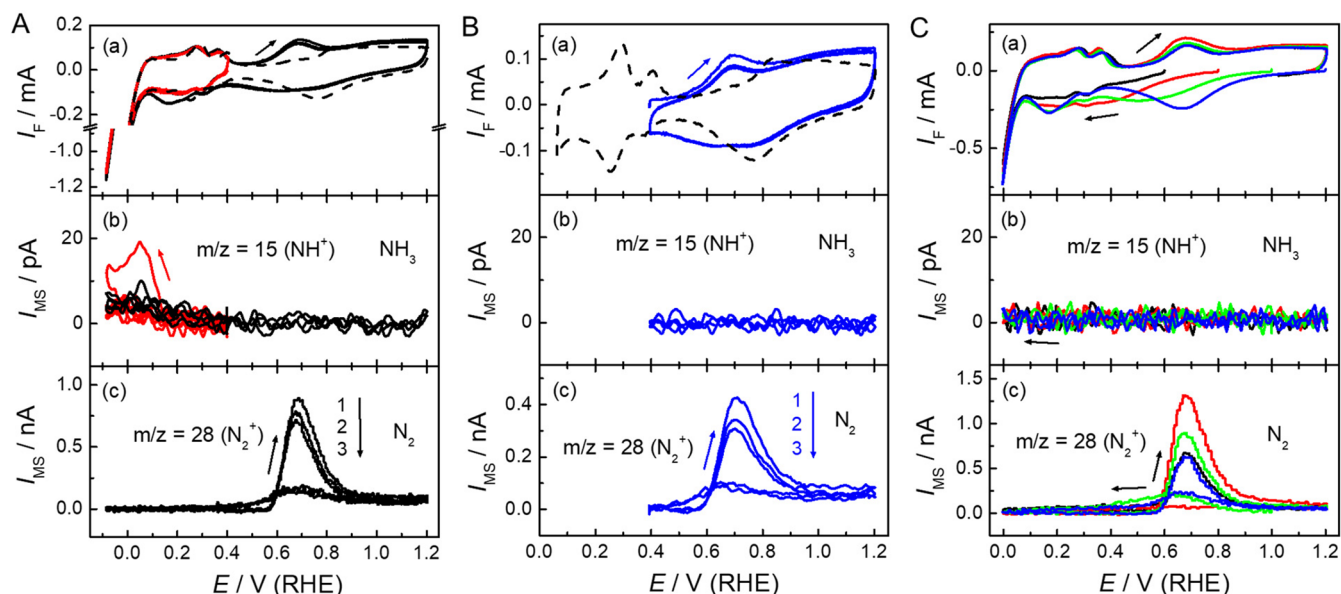 A
(a)
0.2
0.0
-0.2
-1.0
-1.2
I_F / mA
(b)
m/z = 15 (NH⁺) NH₃
20
0
I_MS / pA
(c)
m/z = 28 (N₂⁺) N₂
1
2
3
1.0
0.5
0.0
I_MS / nA
0.0 0.2 0.4 0.6 0.8 1.0 1.2
E / V (RHE)
B
(a)
0.1
0.0
-0.1
I_F / mA
(b)
m/z = 15 (NH⁺) NH₃
20
0
I_MS / pA
(c)
m/z = 28 (N₂⁺) N₂
1
2
3
0.4
0.2
0.0
I_MS / nA
0.0 0.2 0.4 0.6 0.8 1.0 1.2
E / V (RHE)
C
(a)
0.5
0.0
-0.5
I_F / mA
(b)
m/z = 15 (NH⁺) NH₃
20
0
I_MS / pA
(c)
m/z = 28 (N₂⁺) N₂
1.5
1.0
0.5
0.0
I_MS / nA
0.0 0.2 0.4 0.6 0.8 1.0 1.2
E / V (RHE)